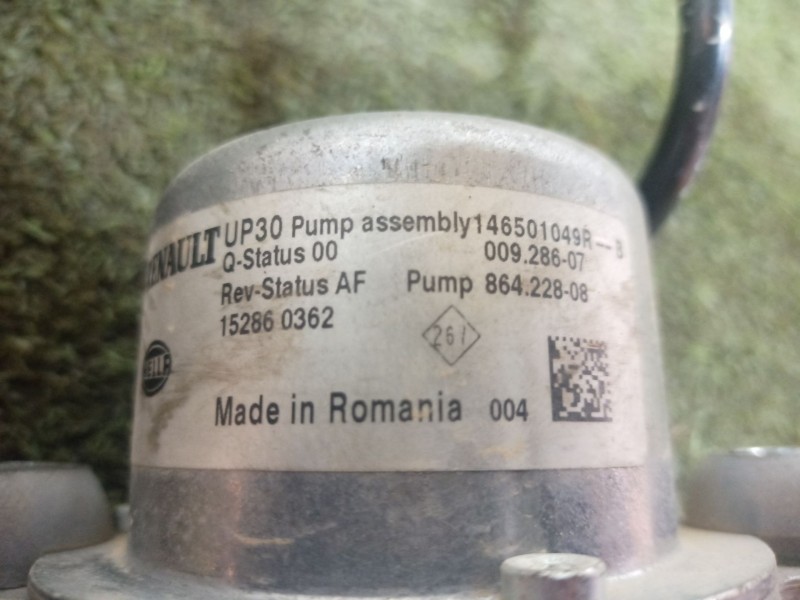 RENAULT UP30 Pump assembly 146501049R--B
Q-Status 00 009.286-07
Rev-Status AF Pump 864.228-08
15286 0362
HELLA
Made in Romania 004